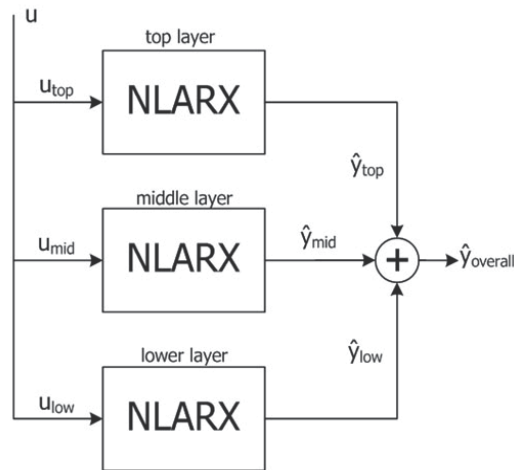 u
top layer
u_top
NLARX
ŷ_top
middle layer
u_mid
NLARX
ŷ_mid
+
ŷ_overall
lower layer
ŷ_low
u_low
NLARX